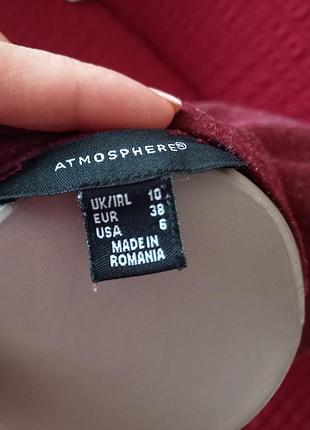 ATMOSPHERE®
UK/IRL 10
EUR 38
USA 6
MADE IN
ROMANIA